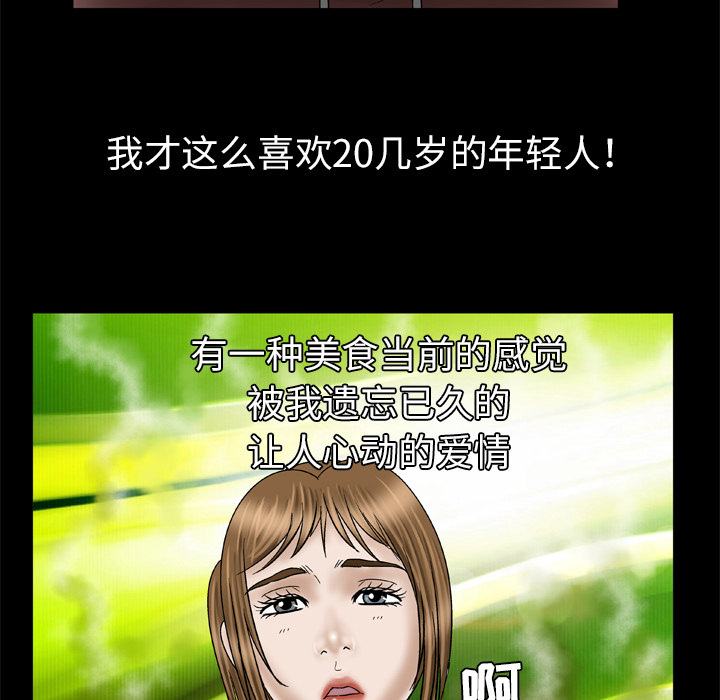 我才这么喜欢20几岁的年轻人！
有一种美食当前的感觉
被我遗忘已久的
让人心动的爱情
啊